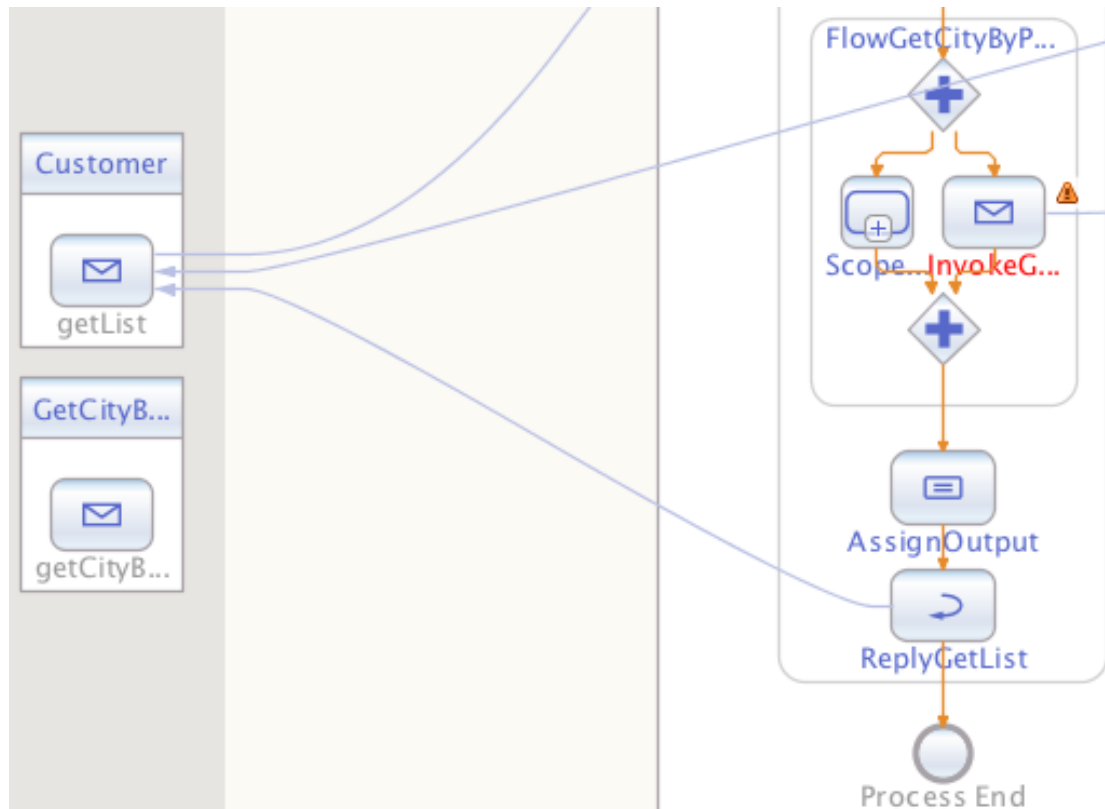 FlowGetCityByP...
Customer
Scope...
InvokeG...
getList
GetCityB...
getCityB...
AssignOutput
ReplyGetList
Process End